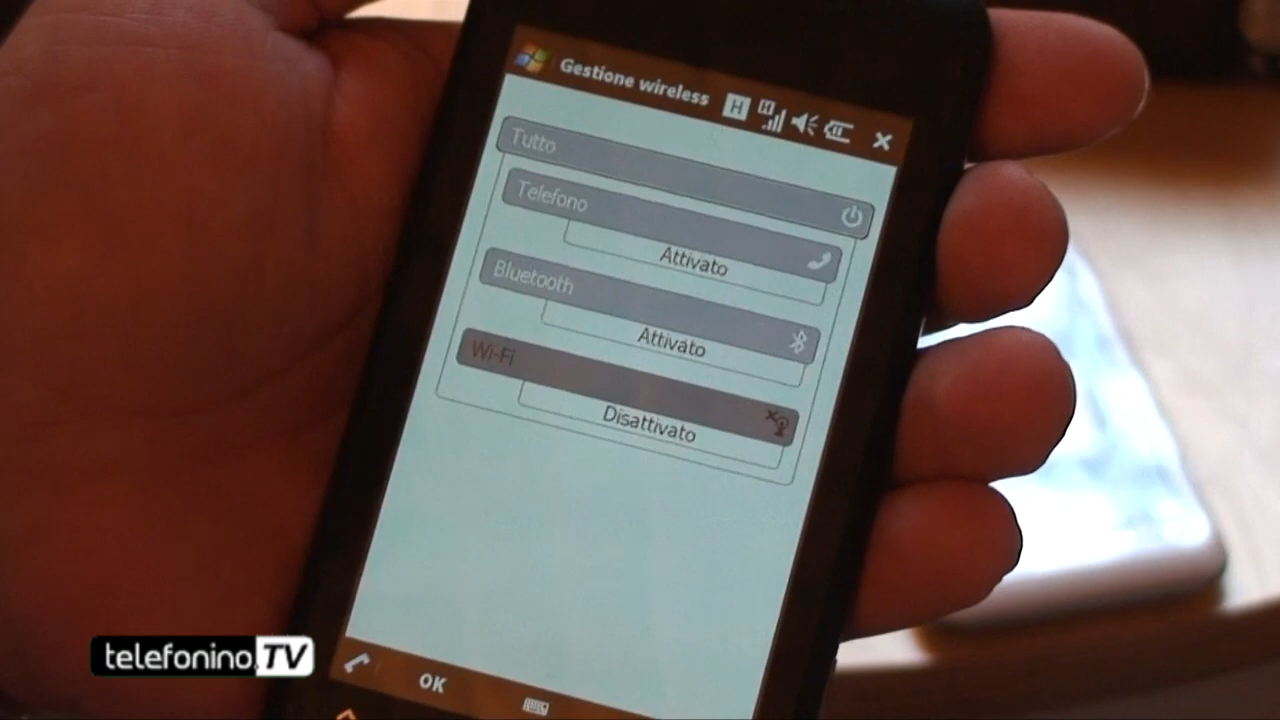 Gestione wireless
H
H
Tutto
Telefono
Attivato
Bluetooth
Attivato
Wi-Fi
Disattivato
OK
telefonino.TV